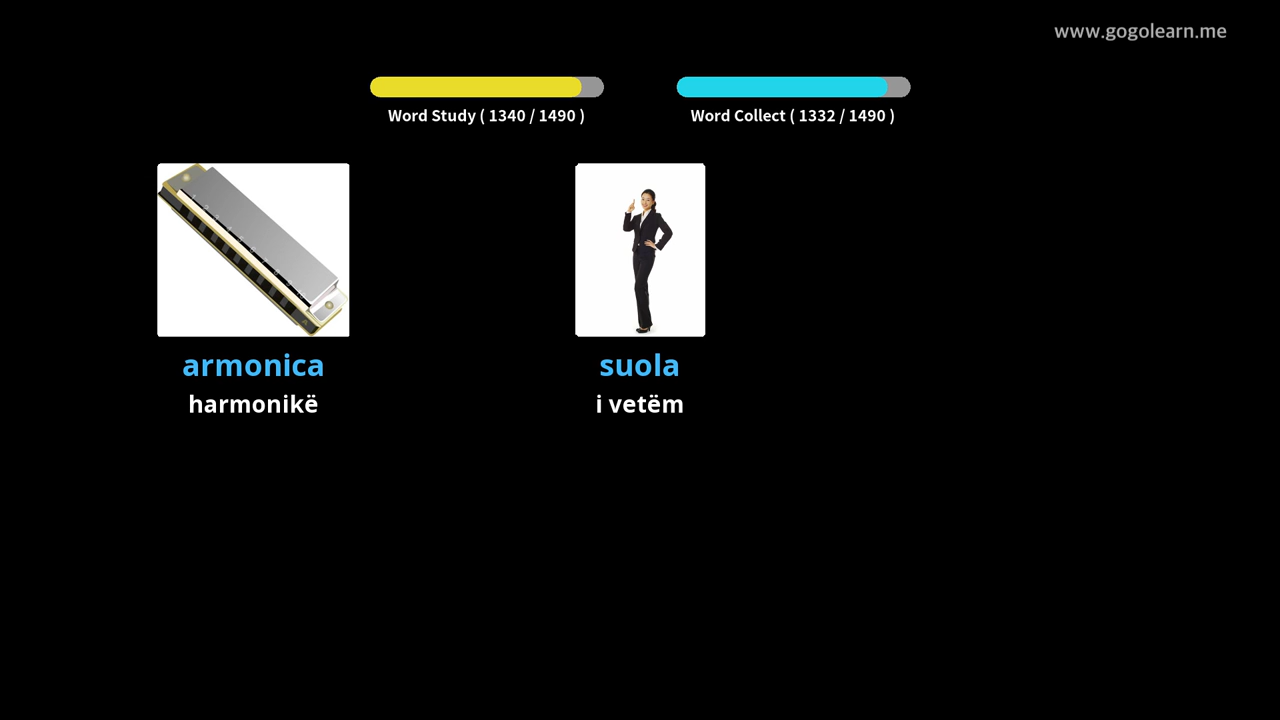 www.gogolearn.me
Word Study ( 1340 / 1490 )
Word Collect ( 1332 / 1490 )
armonica
harmonikë
suola
i vetëm